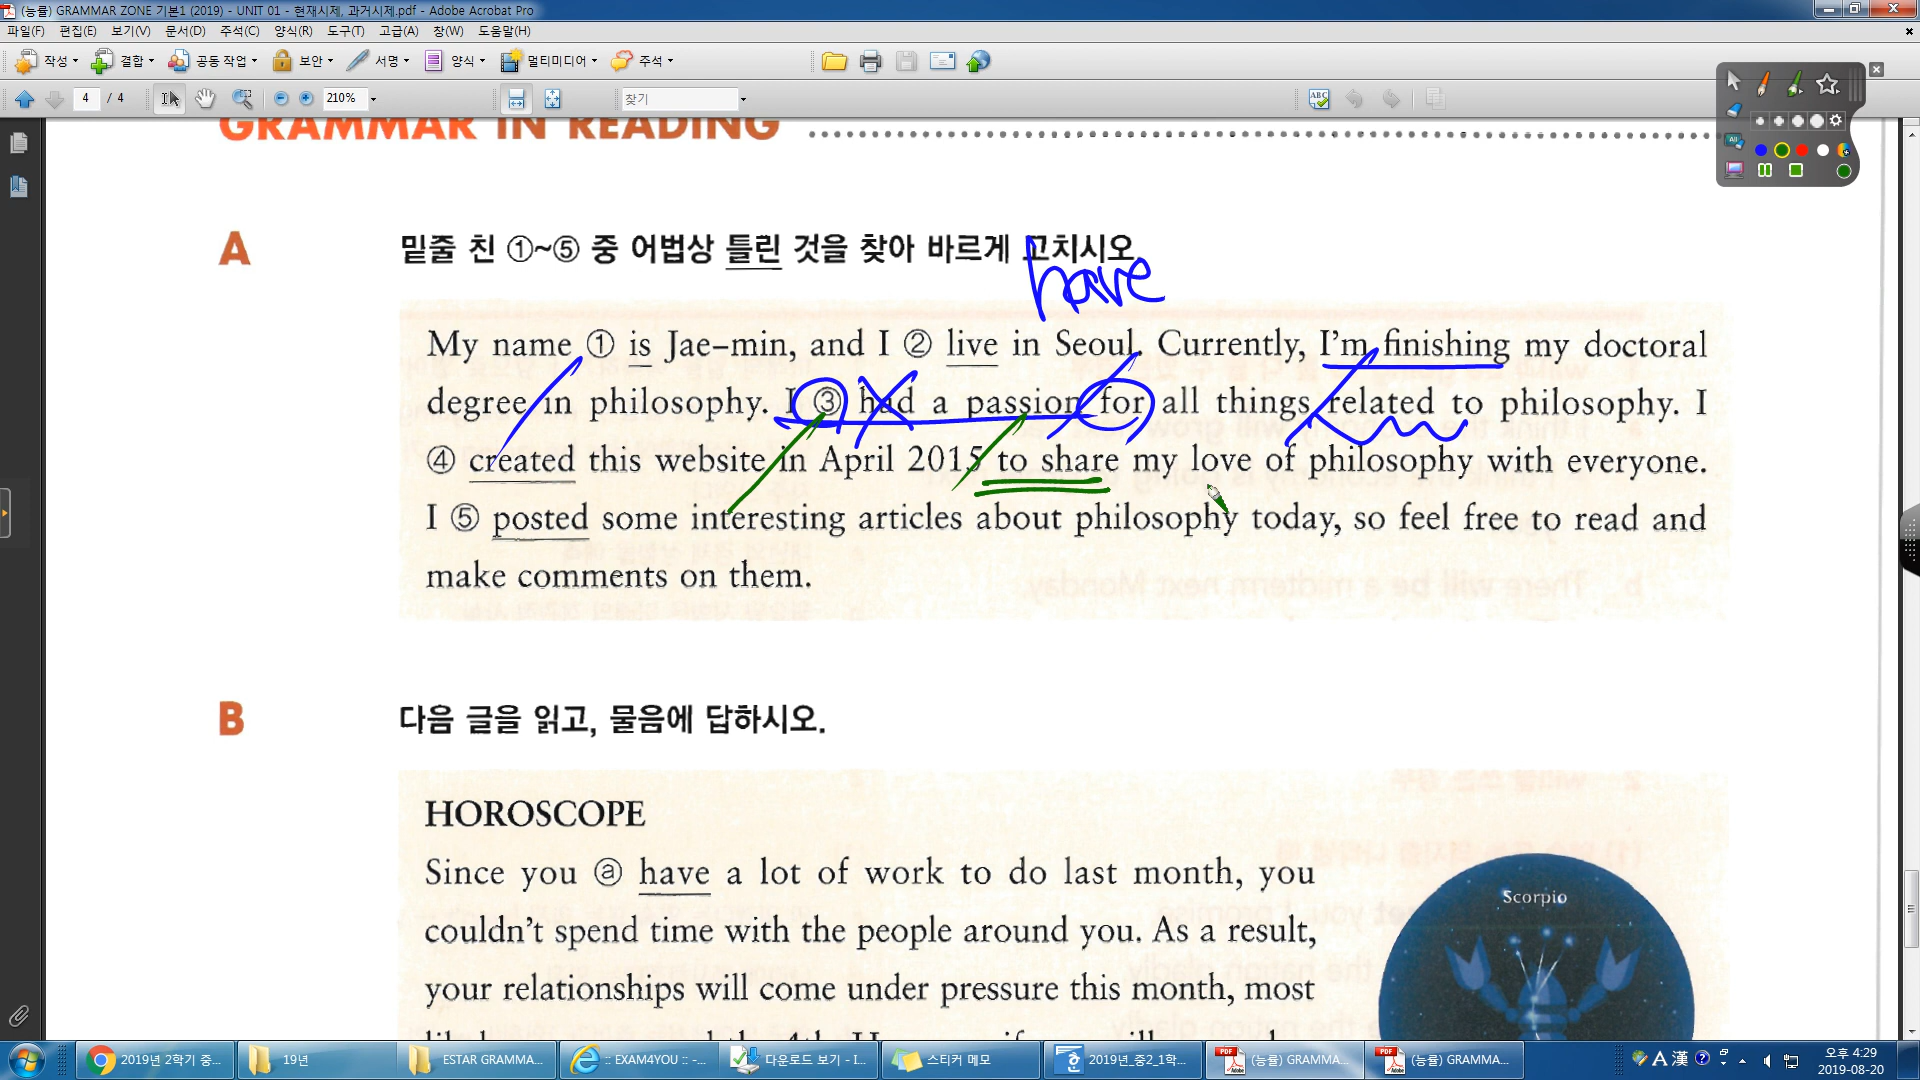 (능률) GRAMMAR ZONE 기본1 (2019) - UNIT 01 - 현재시제, 과거시제.pdf - Adobe Acrobat Pro
파일(F) 편집(E) 보기(V) 문서(D) 주석(C) 양식(R) 도구(T) 고급(A) 창(W) 도움말(H)
작성 결합 공동 작업 보안 서명 양식 멀티미디어 주석
4 / 4 210% 찾기
GRAMMAR IN READING
A 밑줄 친 ①~⑤ 중 어법상 틀린 것을 찾아 바르게 고치시오
have
My name ① is Jae-min, and I ② live in Seoul. Currently, I'm finishing my doctoral
degree in philosophy. I ③ had a passion for all things related to philosophy. I
④ created this website in April 2015 to share my love of philosophy with everyone.
I ⑤ posted some interesting articles about philosophy today, so feel free to read and
make comments on them.
B 다음 글을 읽고, 물음에 답하시오.
HOROSCOPE
Since you ⓐ have a lot of work to do last month, you
couldn't spend time with the people around you. As a result,
your relationships will come under pressure this month, most
Scorpio
2019년 2학기 중... 19년 ESTAR GRAMMA... :: EXAM4YOU :: -... 다운로드 보기 - I... 스티커 메모 2019년_중2_1학... (능률) GRAMMA... (능률) GRAMMA...
A 漢 오후 4:29
2019-08-20